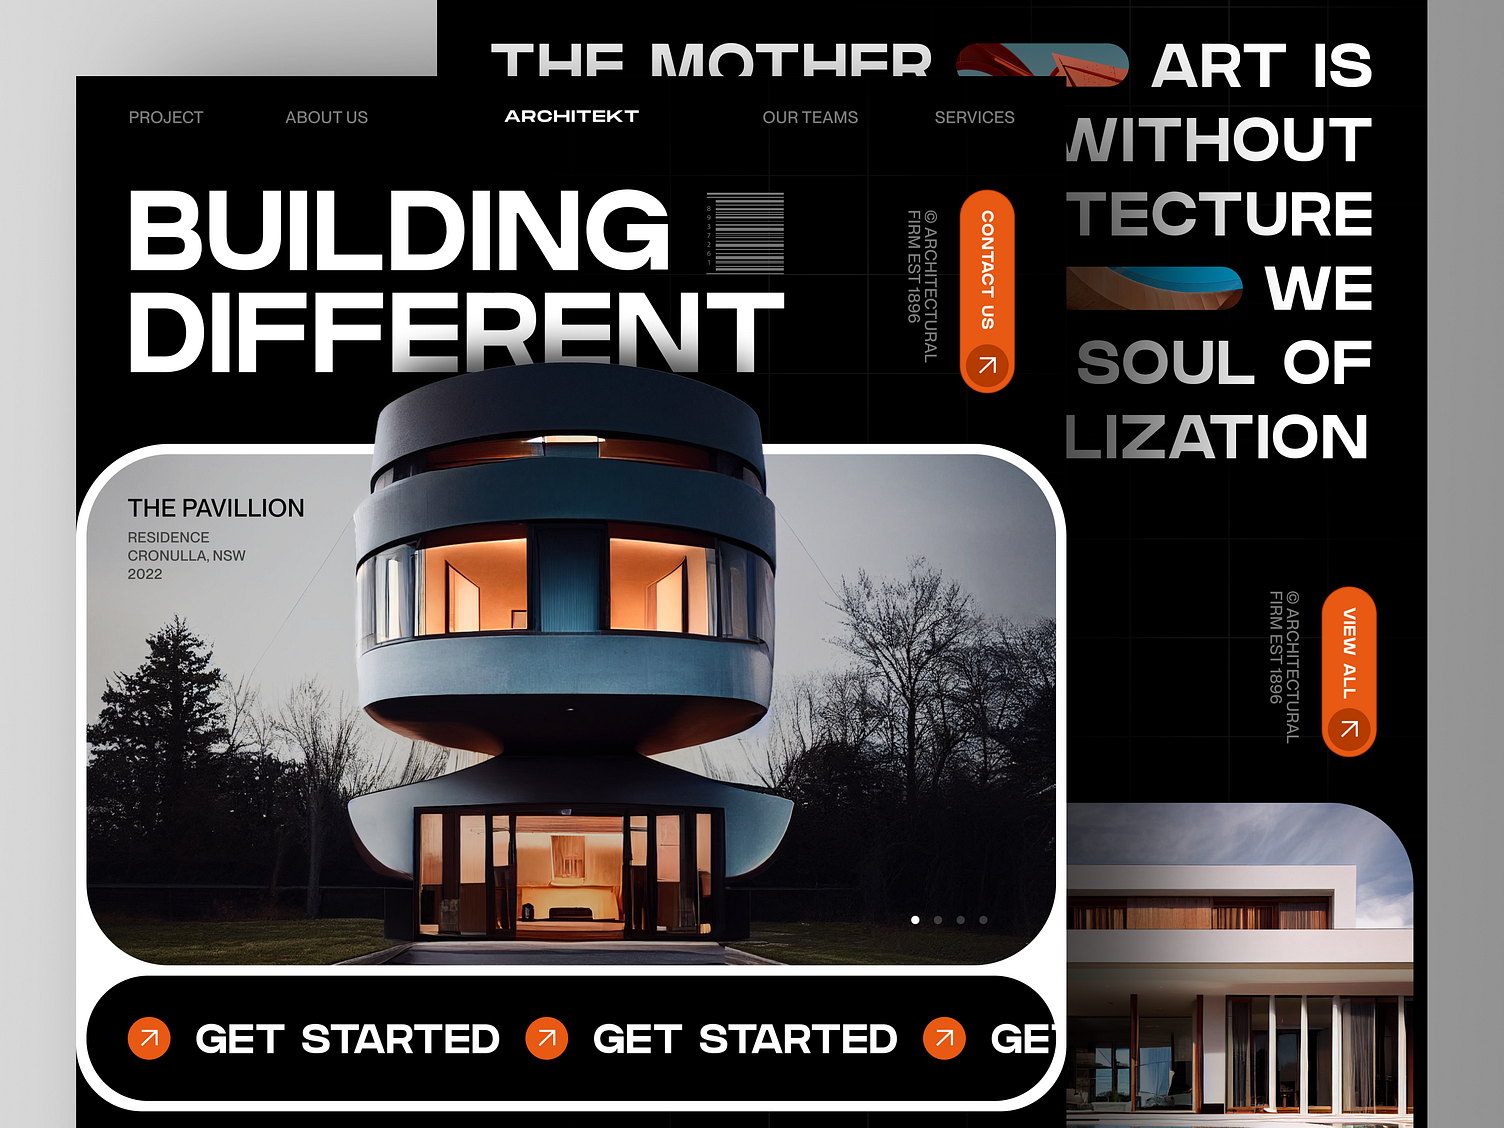 THE MOTHER ART IS
WITHOUT
TECTURE
WE
SOUL OF
LIZATION
PROJECT
ABOUT US
ARCHITEKT
OUR TEAMS
SERVICES
BUILDING
DIFFERENT
8937261
© ARCHITECTURAL
FIRM EST 1896
CONTACT US
THE PAVILLION
RESIDENCE
CRONULLA, NSW
2022
© ARCHITECTURAL
FIRM EST 1896
VIEW ALL
GET STARTED
GET STARTED
GET